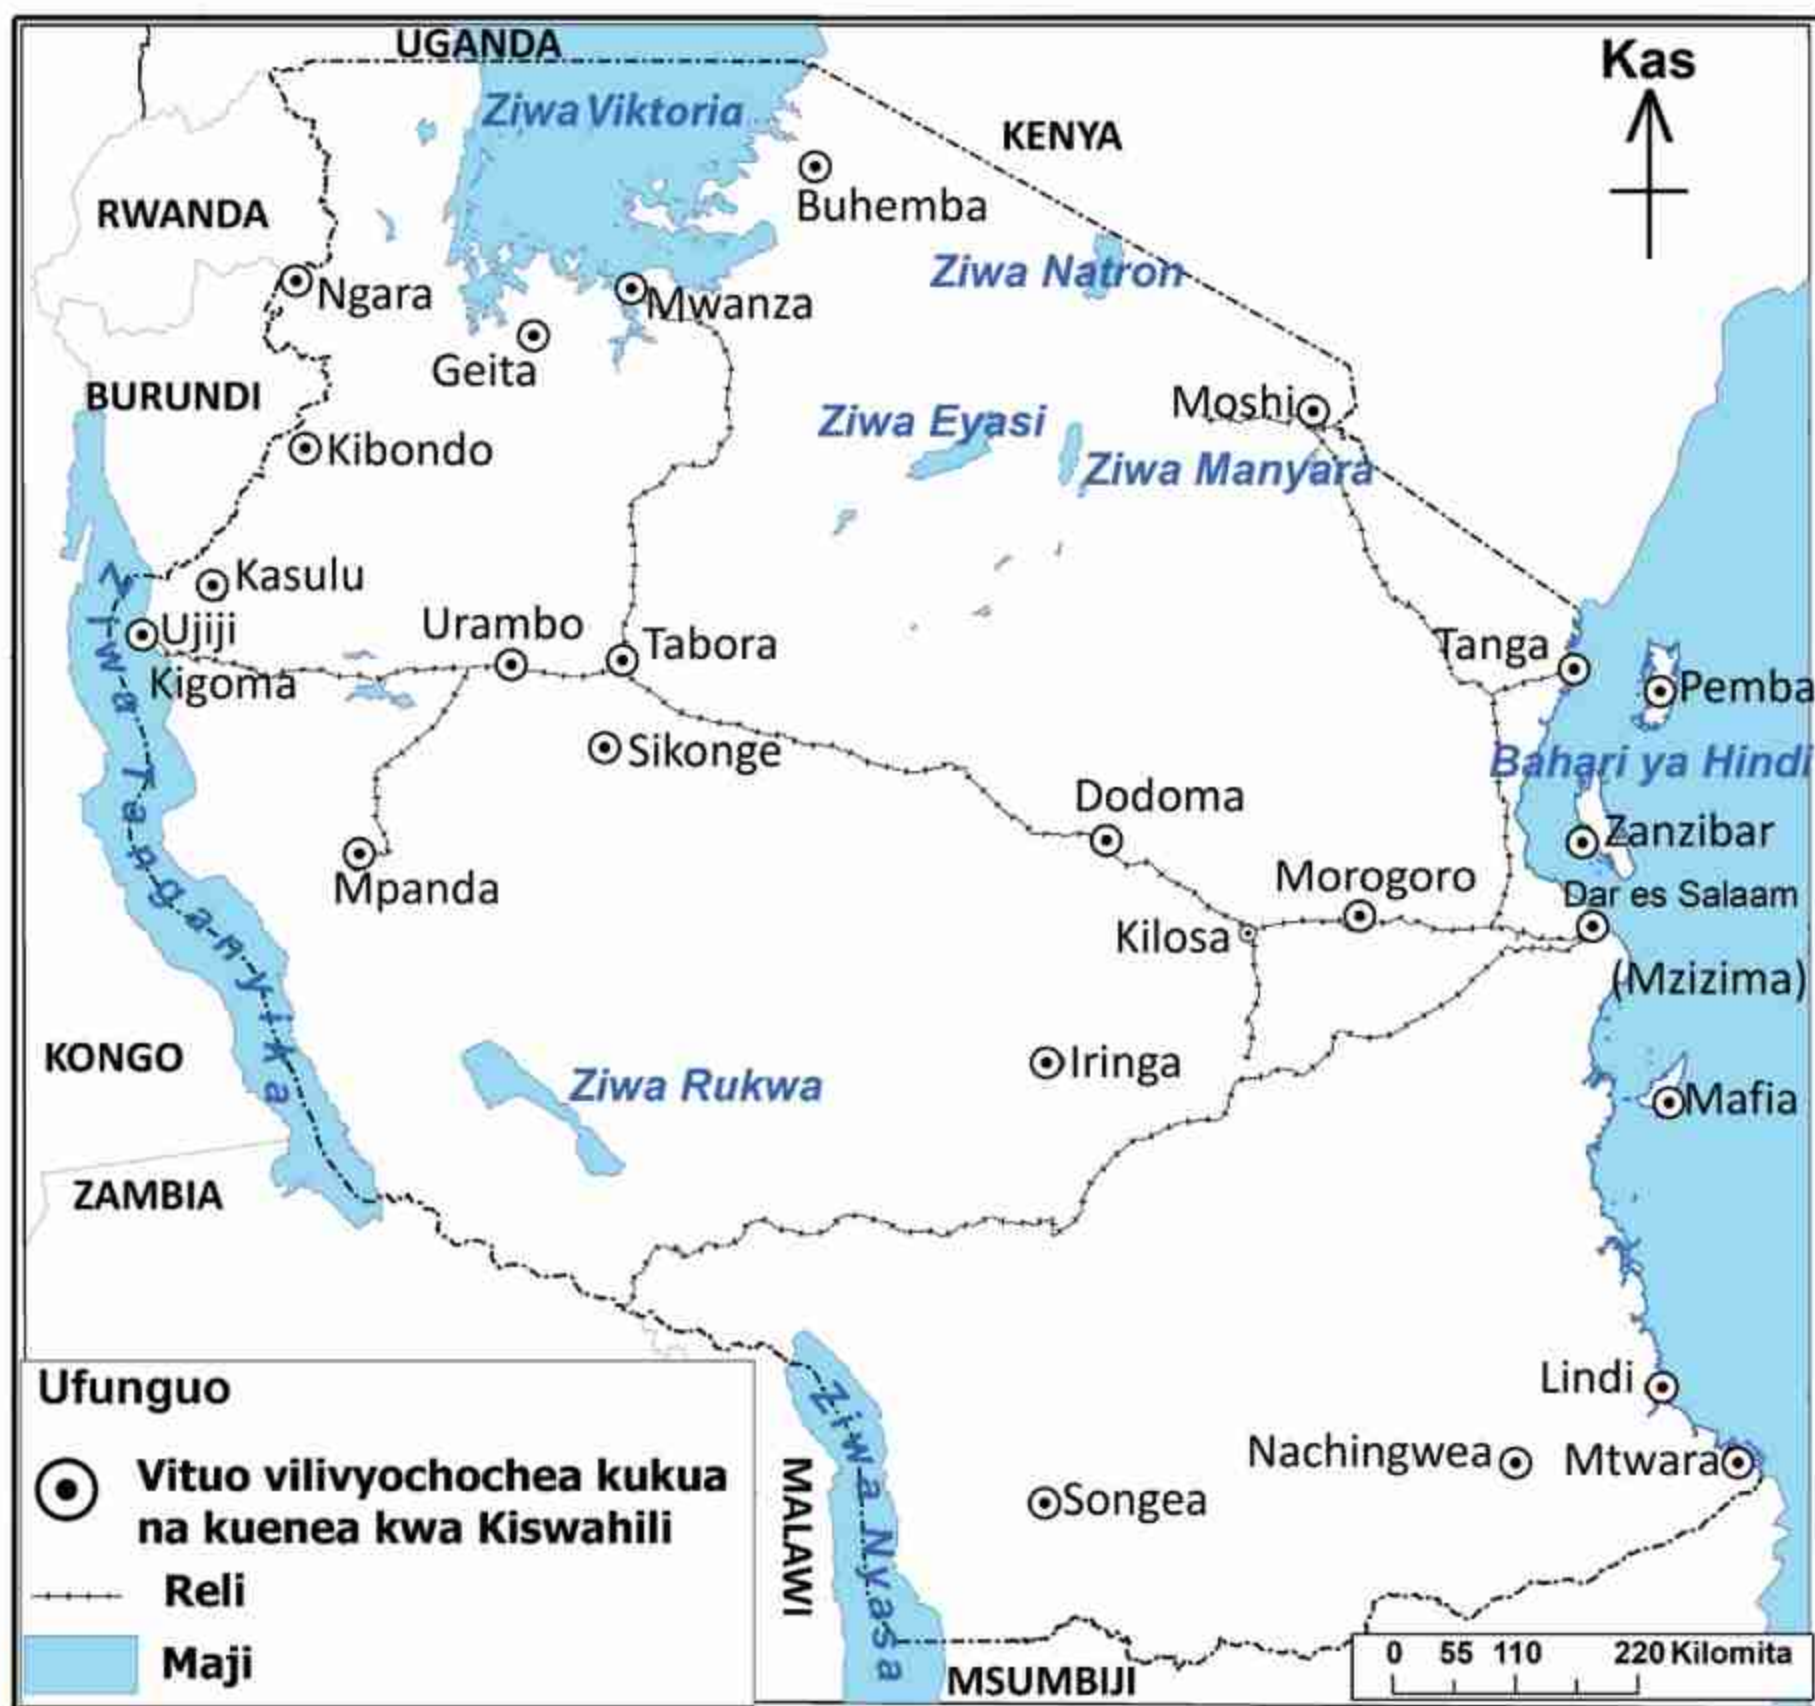 UGANDA
Kas
Ziwa Viktoria
KENYA
Buhemba
RWANDA
Ziwa Natron
Ngara
Mwanza
Geita
BURUNDI
Moshi
Ziwa Eyasi
Kibondo
Ziwa Manyara
Kasulu
Ujiji
Urambo
Tabora
Tanga
Kigoma
Pemba
Ziwa Tanganyika
Sikonge
Bahari ya Hindi
Dodoma
Zanzibar
Mpanda
Morogoro
Dar es Salaam
Kilosa
(Mzizima)
KONGO
Iringa
Ziwa Rukwa
Mafia
ZAMBIA
Lindi
Ziwa Nyasa
Nachingwea
Mtwara
Songea
MALAWI
MSUMBIJI
Ufunguo
Vituo vilivyochochea kukua
na kuenea kwa Kiswahili
Reli
Maji
0 55 110 220 Kilomita